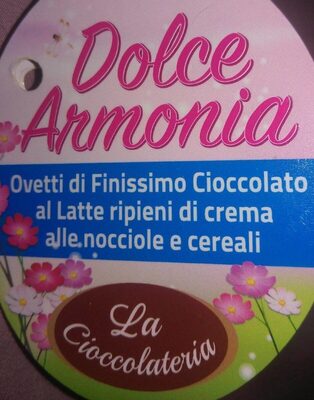 Dolce
Armonia
Ovetti di Finissimo Cioccolato
al Latte ripieni di crema
alle nocciole e cereali
La
Cioccolateria